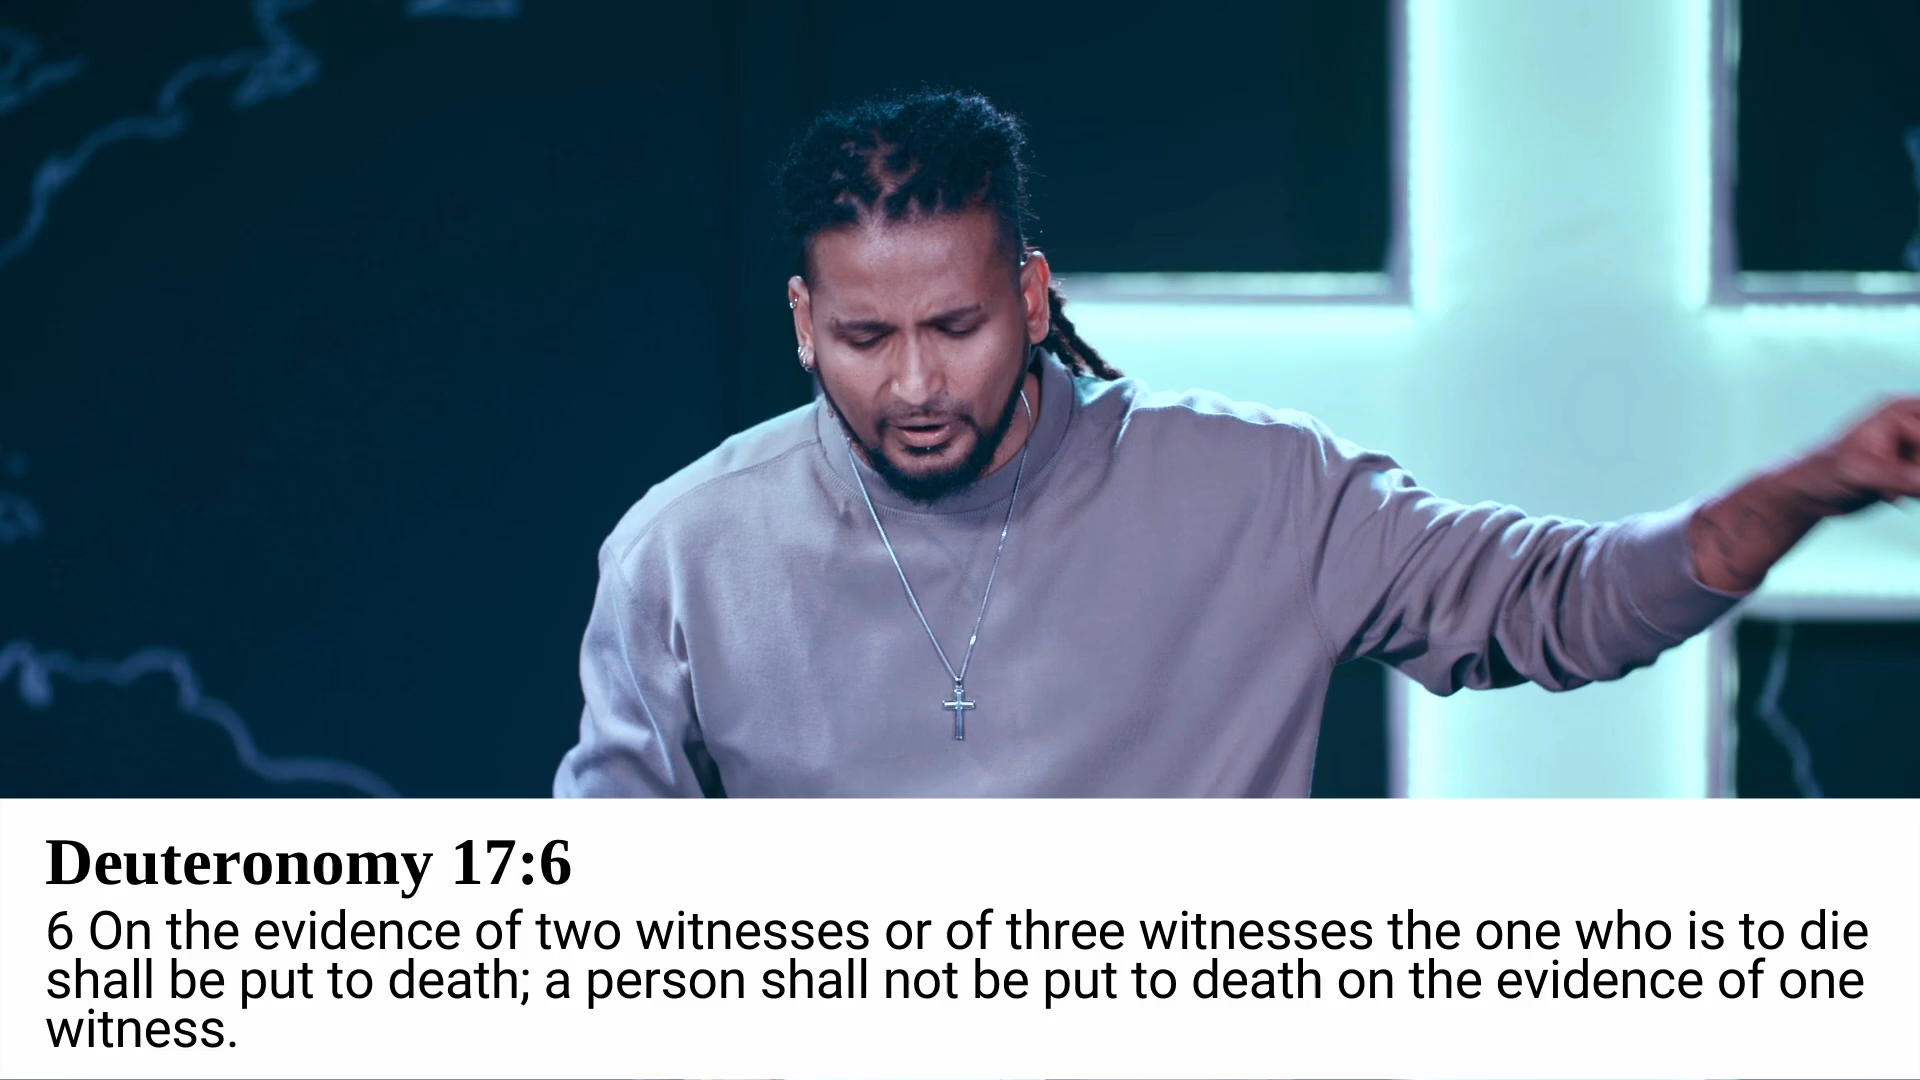 Deuteronomy 17:6
6 On the evidence of two witnesses or of three witnesses the one who is to die
shall be put to death; a person shall not be put to death on the evidence of one
witness.